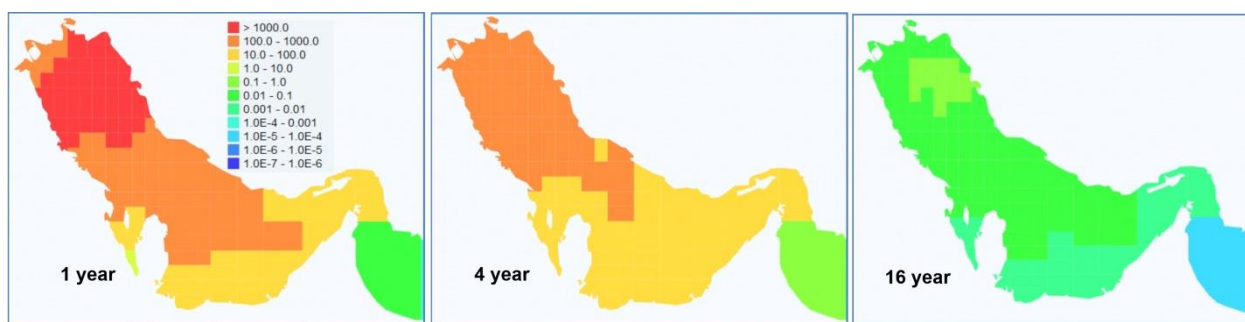 > 1000.0
100.0 - 1000.0
10.0 - 100.0
1.0 - 10.0
0.1 - 1.0
0.01 - 0.1
0.001 - 0.01
1.0E-4 - 0.001
1.0E-5 - 1.0E-4
1.0E-6 - 1.0E-5
1.0E-7 - 1.0E-6
1 year
4 year
16 year